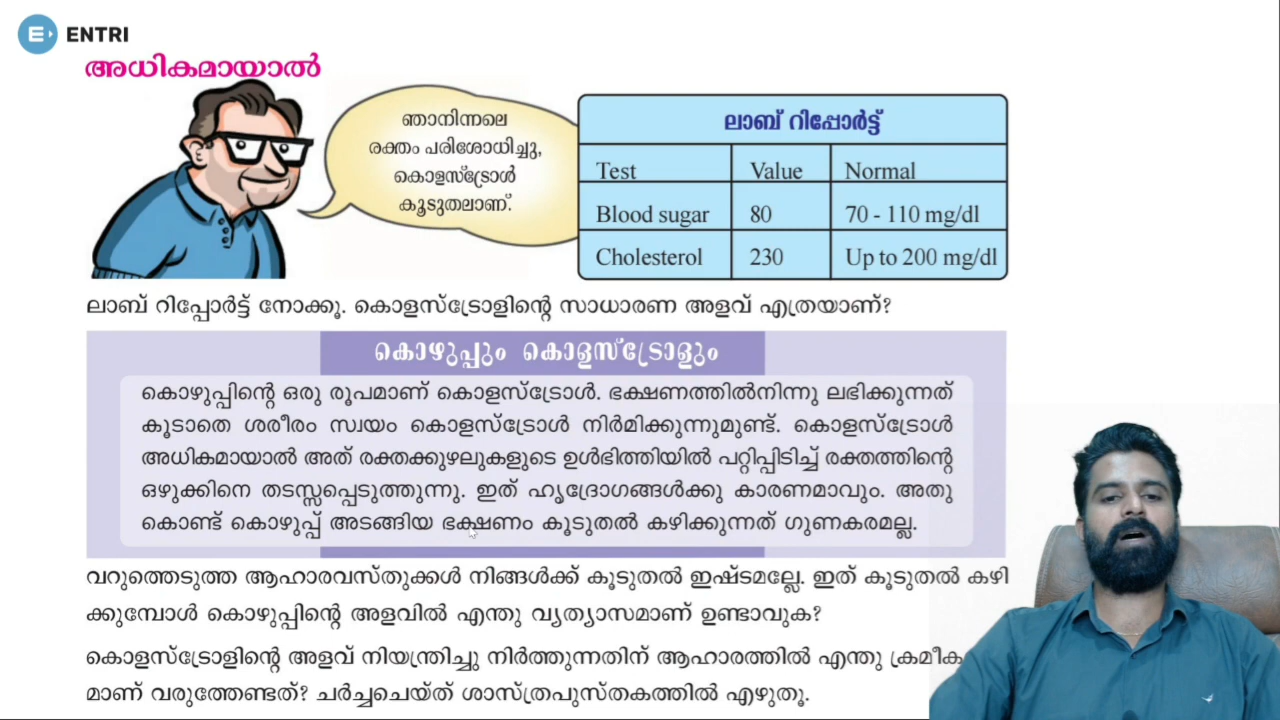 ENTRI
അധികമായാൽ
ഞാനിന്നലെ
രക്തം പരിശോധിച്ചു,
കൊളസ്ട്രോൾ
കൂടുതലാണ്.
ലാബ് റിപ്പോർട്ട്
Test Value Normal
Blood sugar 80 70 - 110 mg/dl
Cholesterol 230 Up to 200 mg/dl
ലാബ് റിപ്പോർട്ട് നോക്കൂ. കൊളസ്ട്രോളിന്റെ സാധാരണ അളവ് എത്രയാണ്?
കൊഴുപ്പും കൊളസ്ട്രോളും
കൊഴുപ്പിന്റെ ഒരു രൂപമാണ് കൊളസ്ട്രോൾ. ഭക്ഷണത്തിൽനിന്നു ലഭിക്കുന്നത്
കൂടാതെ ശരീരം സ്വയം കൊളസ്ട്രോൾ നിർമിക്കുന്നുമുണ്ട്. കൊളസ്ട്രോൾ
അധികമായാൽ അത് രക്തക്കുഴലുകളുടെ ഉൾഭിത്തിയിൽ പറ്റിപ്പിടിച്ച് രക്തത്തിന്റെ
ഒഴുക്കിനെ തടസ്സപ്പെടുത്തുന്നു. ഇത് ഹൃദ്രോഗങ്ങൾക്കു കാരണമാവും. അതു
കൊണ്ട് കൊഴുപ്പ് അടങ്ങിയ ഭക്ഷണം കൂടുതൽ കഴിക്കുന്നത് ഗുണകരമല്ല.
വറുത്തെടുത്ത ആഹാരവസ്തുക്കൾ നിങ്ങൾക്ക് കൂടുതൽ ഇഷ്ടമല്ലേ. ഇത് കൂടുതൽ കഴി
ക്കുമ്പോൾ കൊഴുപ്പിന്റെ അളവിൽ എന്തു വ്യത്യാസമാണ് ഉണ്ടാവുക?
കൊളസ്ട്രോളിന്റെ അളവ് നിയന്ത്രിച്ചു നിർത്തുന്നതിന് ആഹാരത്തിൽ എന്തു ക്രമീക
മാണ് വരുത്തേണ്ടത്? ചർച്ചചെയ്ത് ശാസ്ത്രപുസ്തകത്തിൽ എഴുതൂ.